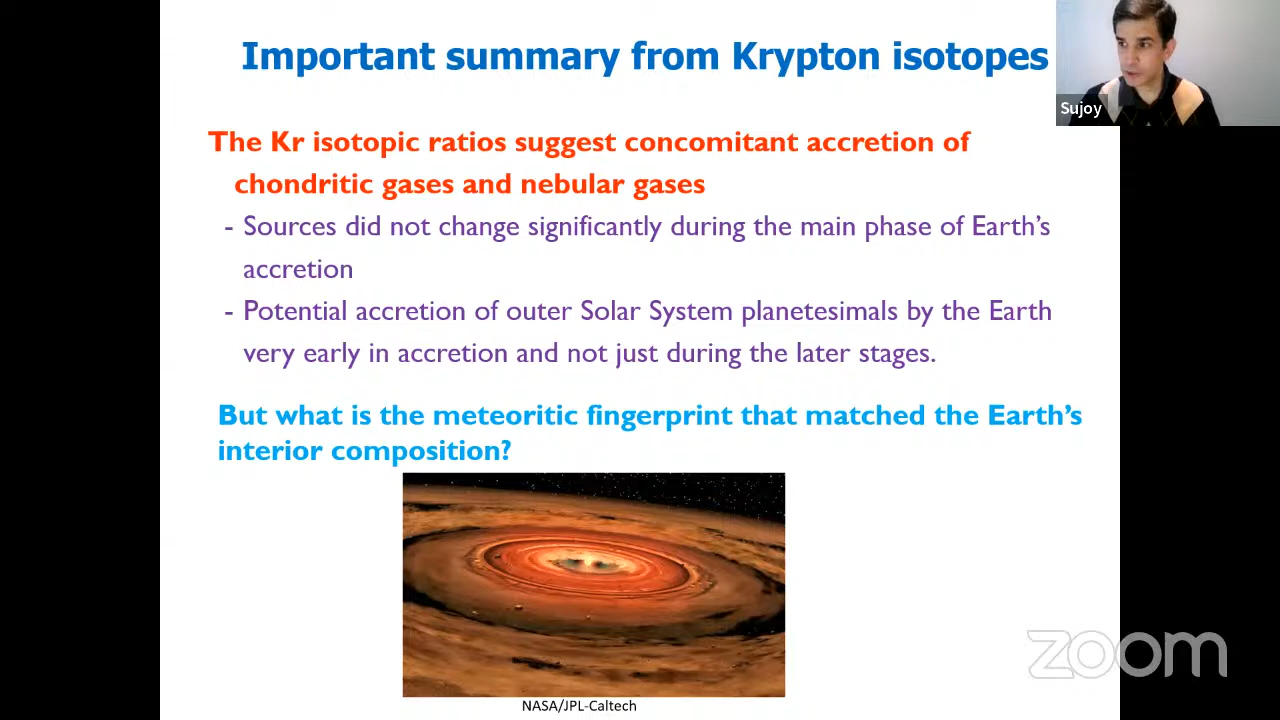 Important summary from Krypton isotopes
Sujoy
The Kr isotopic ratios suggest concomitant accretion of
chondritic gases and nebular gases
- Sources did not change significantly during the main phase of Earth’s
accretion
- Potential accretion of outer Solar System planetesimals by the Earth
very early in accretion and not just during the later stages.
But what is the meteoritic fingerprint that matched the Earth’s
interior composition?
NASA/JPL-Caltech
zoom